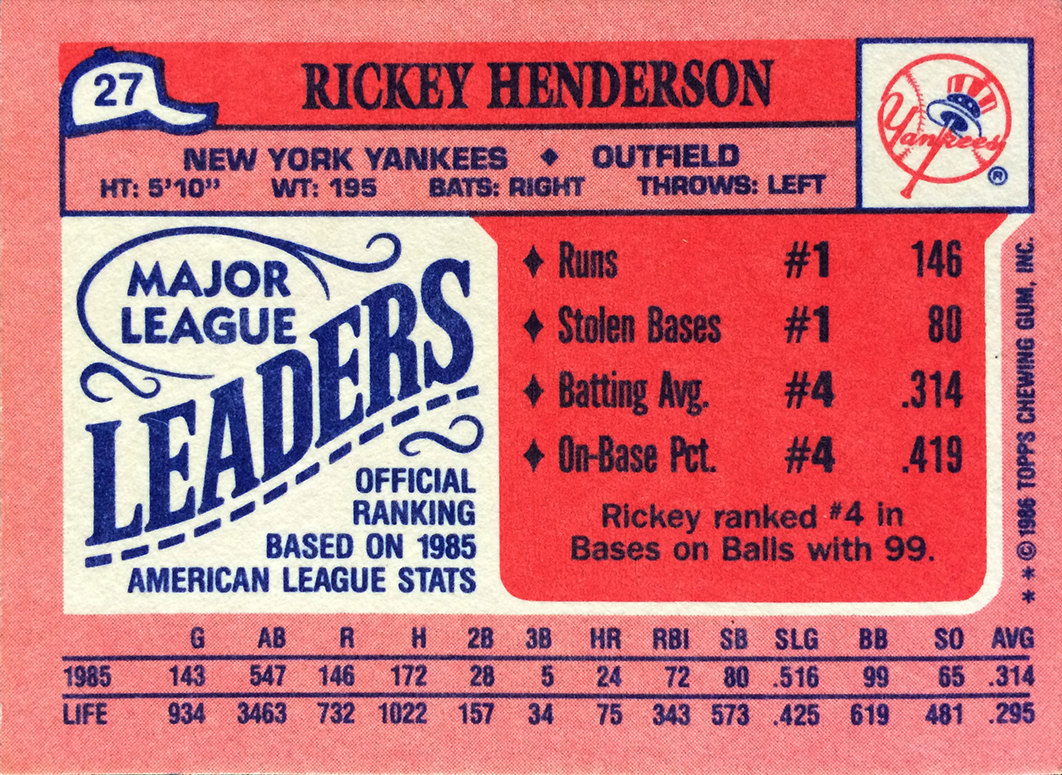 27
RICKEY HENDERSON
Yankees
®
NEW YORK YANKEES ♦ OUTFIELD
HT: 5'10" WT: 195 BATS: RIGHT THROWS: LEFT
MAJOR
LEAGUE
LEADERS
OFFICIAL
RANKING
BASED ON 1985
AMERICAN LEAGUE STATS
♦ Runs #1 146
♦ Stolen Bases #1 80
♦ Batting Avg. #4 .314
♦ On-Base Pct. #4 .419
Rickey ranked #4 in
Bases on Balls with 99.
* * © 1986 TOPPS CHEWING GUM, INC.
G AB R H 2B 3B HR RBI SB SLG BB SO AVG
1985 143 547 146 172 28 5 24 72 80 .516 99 65 .314
LIFE 934 3463 732 1022 157 34 75 343 573 .425 619 481 .295